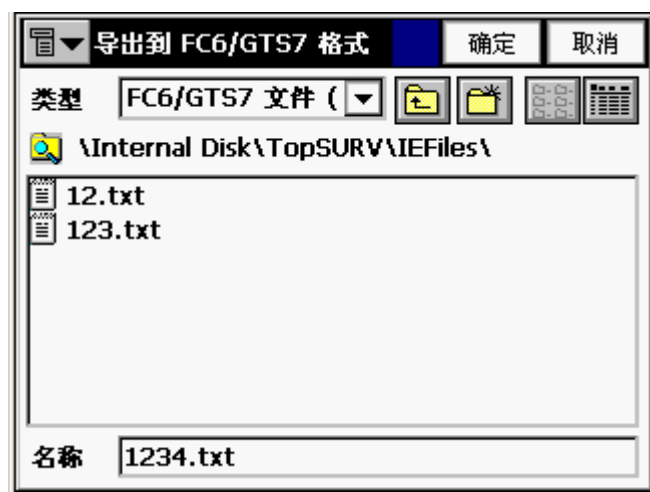 导出到 FC6/GTS7 格式 确定 取消
类型 FC6/GTS7 文件 (
\Internal Disk\TopSURV\IEFiles\
12.txt
123.txt
名称 1234.txt